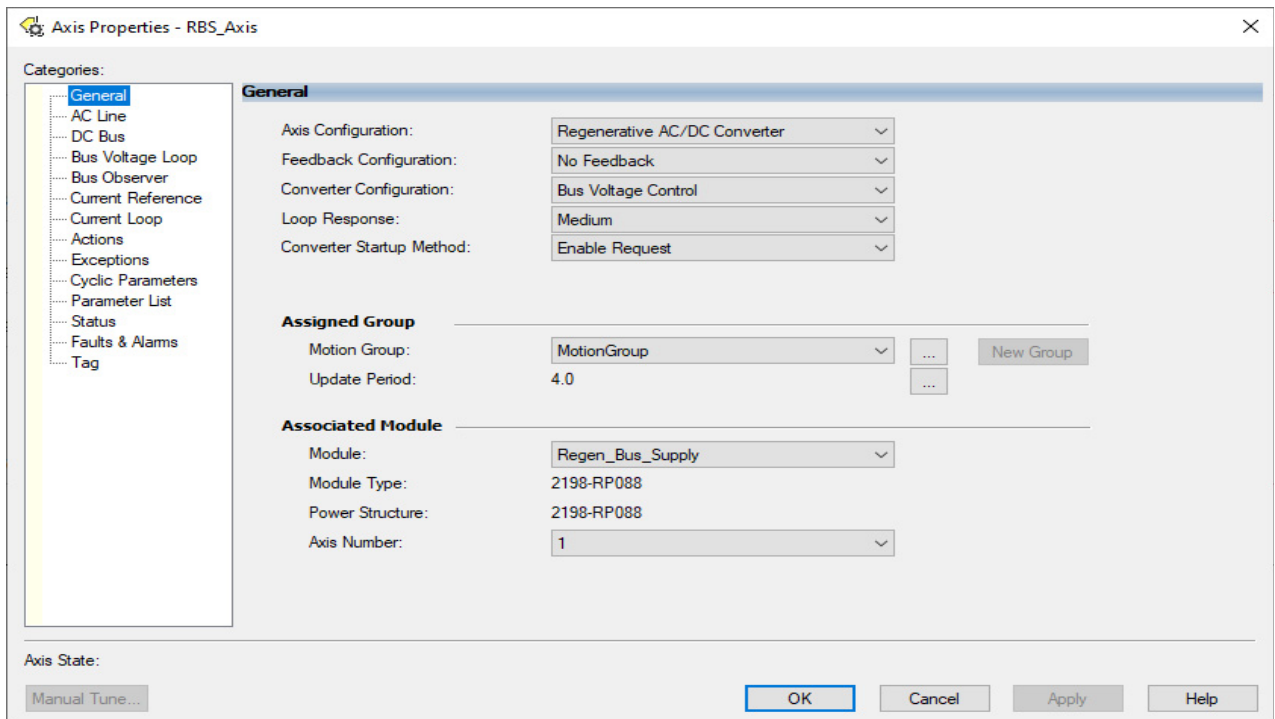 Axis Properties - RBS_Axis
Categories:
General
AC Line
DC Bus
Bus Voltage Loop
Bus Observer
Current Reference
Current Loop
Actions
Exceptions
Cyclic Parameters
Parameter List
Status
Faults & Alarms
Tag
General
Axis Configuration: Regenerative AC/DC Converter
Feedback Configuration: No Feedback
Converter Configuration: Bus Voltage Control
Loop Response: Medium
Converter Startup Method: Enable Request
Assigned Group
Motion Group: MotionGroup ... New Group
Update Period: 4.0 ...
Associated Module
Module: Regen_Bus_Supply
Module Type: 2198-RP088
Power Structure: 2198-RP088
Axis Number: 1
Axis State:
Manual Tune... OK Cancel Apply Help